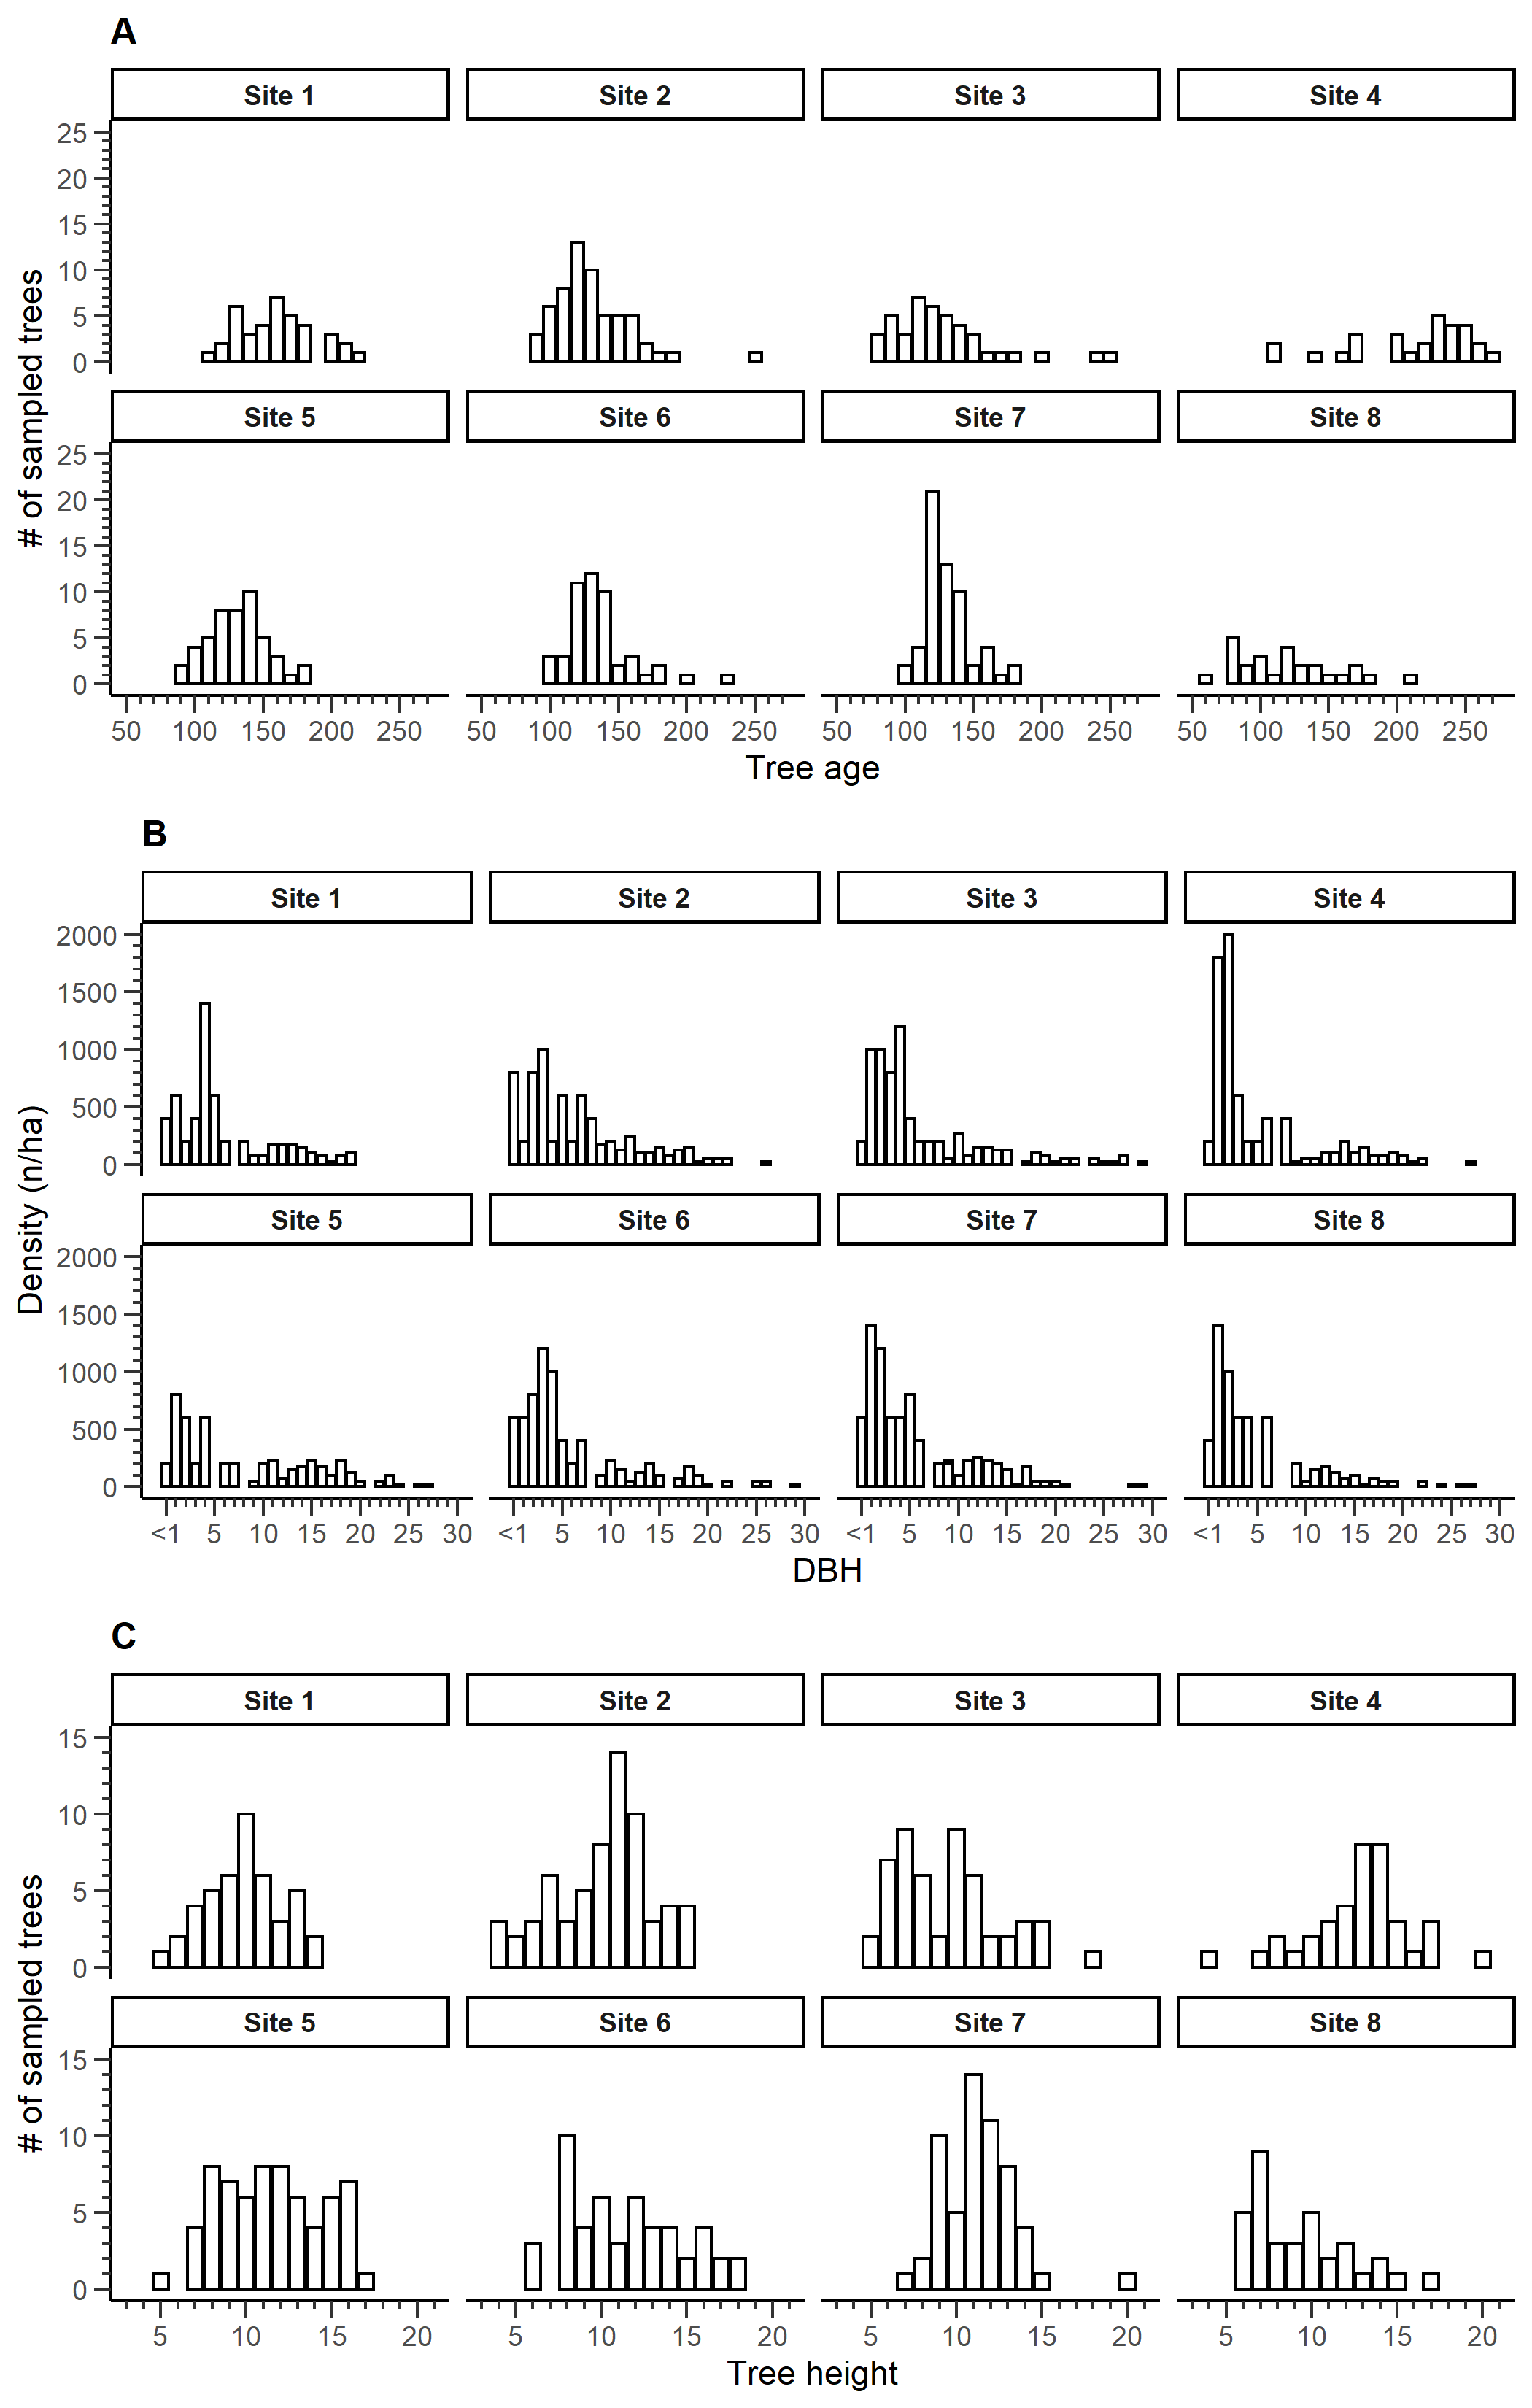 A
Site 1 Site 2 Site 3 Site 4
25
20
15
10
5
0
Site 5 Site 6 Site 7 Site 8
25
20
15
10
5
0
# of sampled trees
50 100 150 200 250 50 100 150 200 250 50 100 150 200 250 50 100 150 200 250
Tree age
B
Site 1 Site 2 Site 3 Site 4
2000
1500
1000
500
0
Site 5 Site 6 Site 7 Site 8
2000
1500
1000
500
0
Density (n/ha)
<1 5 10 15 20 25 30 <1 5 10 15 20 25 30 <1 5 10 15 20 25 30 <1 5 10 15 20 25 30
DBH
C
Site 1 Site 2 Site 3 Site 4
15
10
5
0
Site 5 Site 6 Site 7 Site 8
15
10
5
0
# of sampled trees
5 10 15 20 5 10 15 20 5 10 15 20 5 10 15 20
Tree height